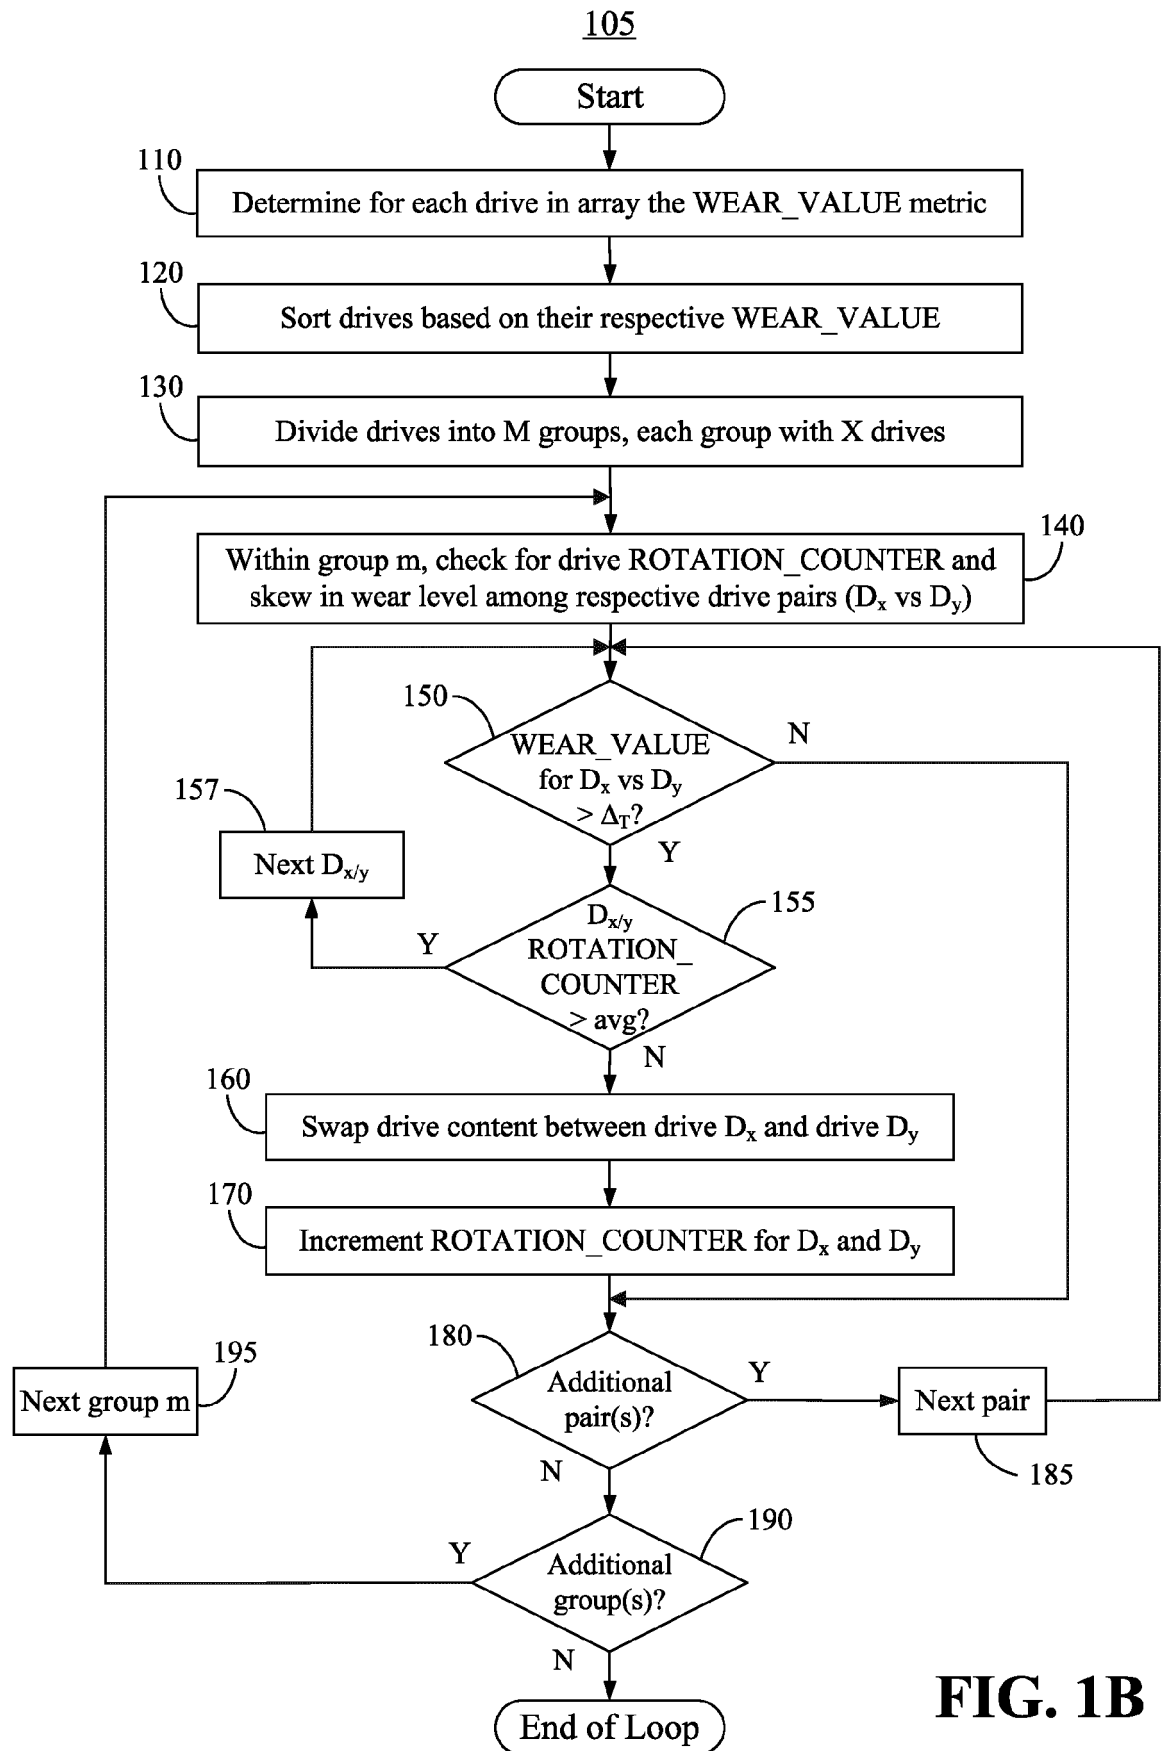 105
Start
110
Determine for each drive in array the WEAR_VALUE metric
120
Sort drives based on their respective WEAR_VALUE
130
Divide drives into M groups, each group with X drives
140
Within group m, check for drive ROTATION_COUNTER and
skew in wear level among respective drive pairs (Dx vs Dy)
150
N
WEAR_VALUE
for Dx vs Dy
> ΔT?
157
Next Dx/y
Y
155
Dx/y
ROTATION_
COUNTER
> avg?
Y
N
160
Swap drive content between drive Dx and drive Dy
170
Increment ROTATION_COUNTER for Dx and Dy
180
Additional
pair(s)?
Y
Next pair
185
195
Next group m
N
190
Additional
group(s)?
Y
N
End of Loop
FIG. 1B